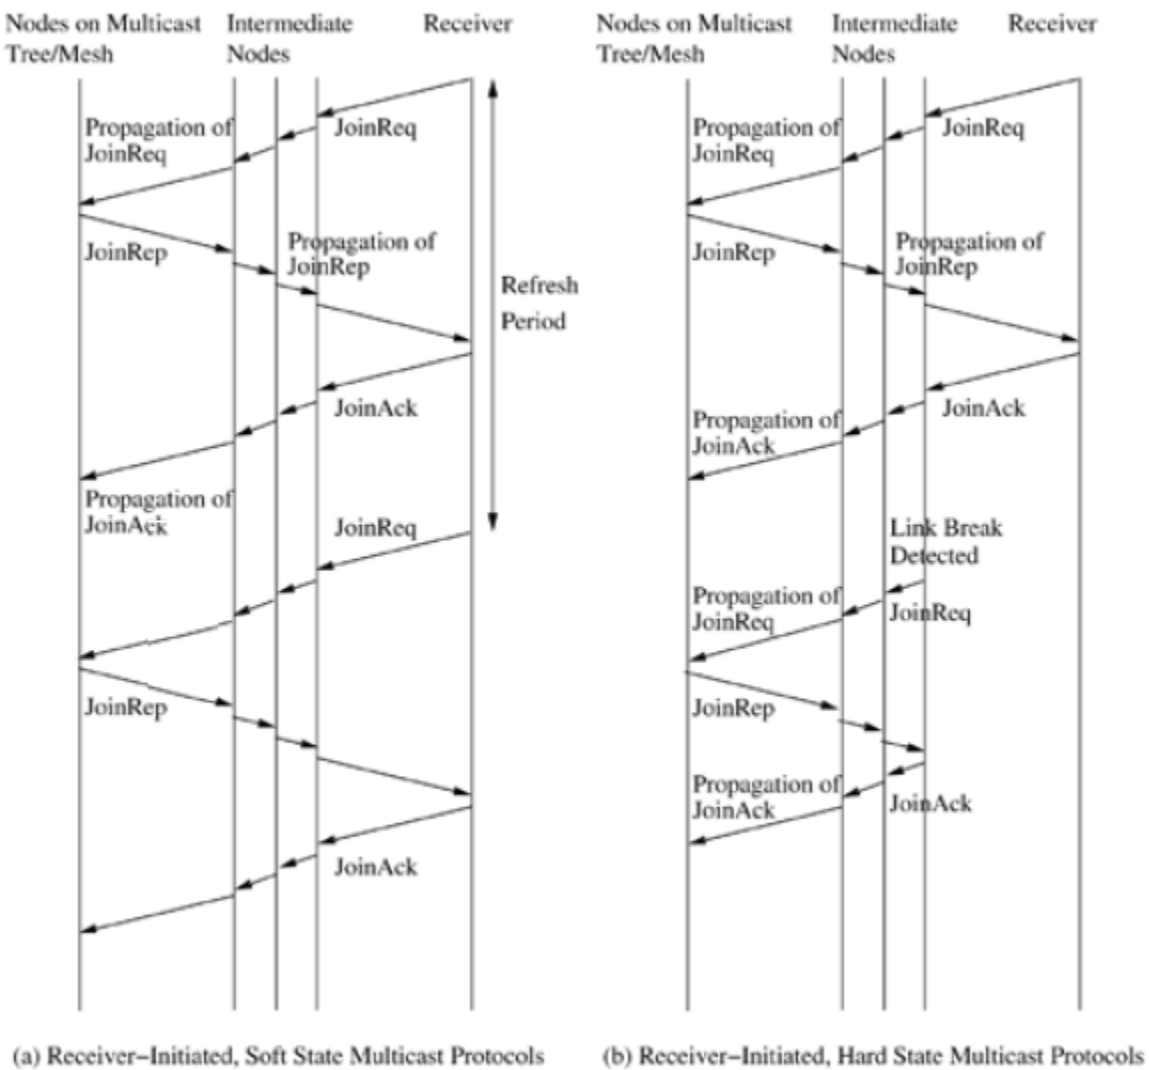 Nodes on Multicast
Tree/Mesh
Intermediate
Nodes
Receiver
Propagation of
JoinReq
JoinReq
JoinRep
Propagation of
JoinRep
Refresh
Period
JoinAck
Propagation of
JoinAck
JoinReq
JoinRep
JoinAck
(a) Receiver−Initiated, Soft State Multicast Protocols
Nodes on Multicast
Tree/Mesh
Intermediate
Nodes
Receiver
Propagation of
JoinReq
JoinReq
JoinRep
Propagation of
JoinRep
JoinAck
Propagation of
JoinAck
Link Break
Detected
Propagation of
JoinReq
JoinReq
JoinRep
Propagation of
JoinAck
JoinAck
(b) Receiver−Initiated, Hard State Multicast Protocols